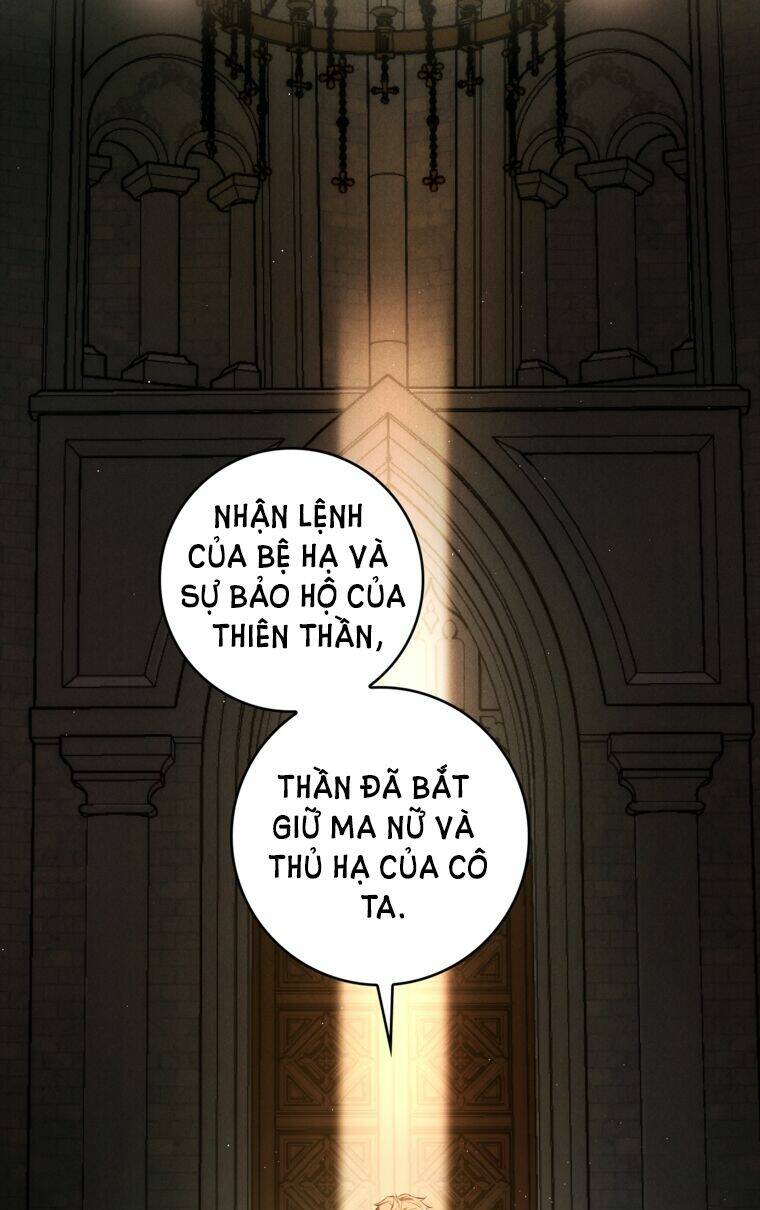 NHẬN LỆNH
CỦA BỆ HẠ VÀ
SỰ BẢO HỘ CỦA
THIÊN THẦN,
THẦN ĐÃ BẮT
GIỮ MA NỮ VÀ
THỦ HẠ CỦA CÔ
TA.